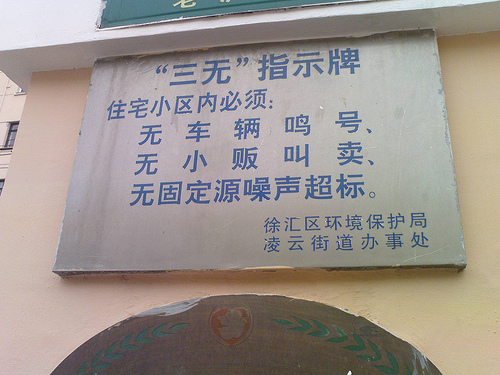 “三无”指示牌
住宅小区内必须:
无车辆鸣号、
无小贩叫卖、
无固定源噪声超标。
徐汇区环境保护局
凌云街道办事处